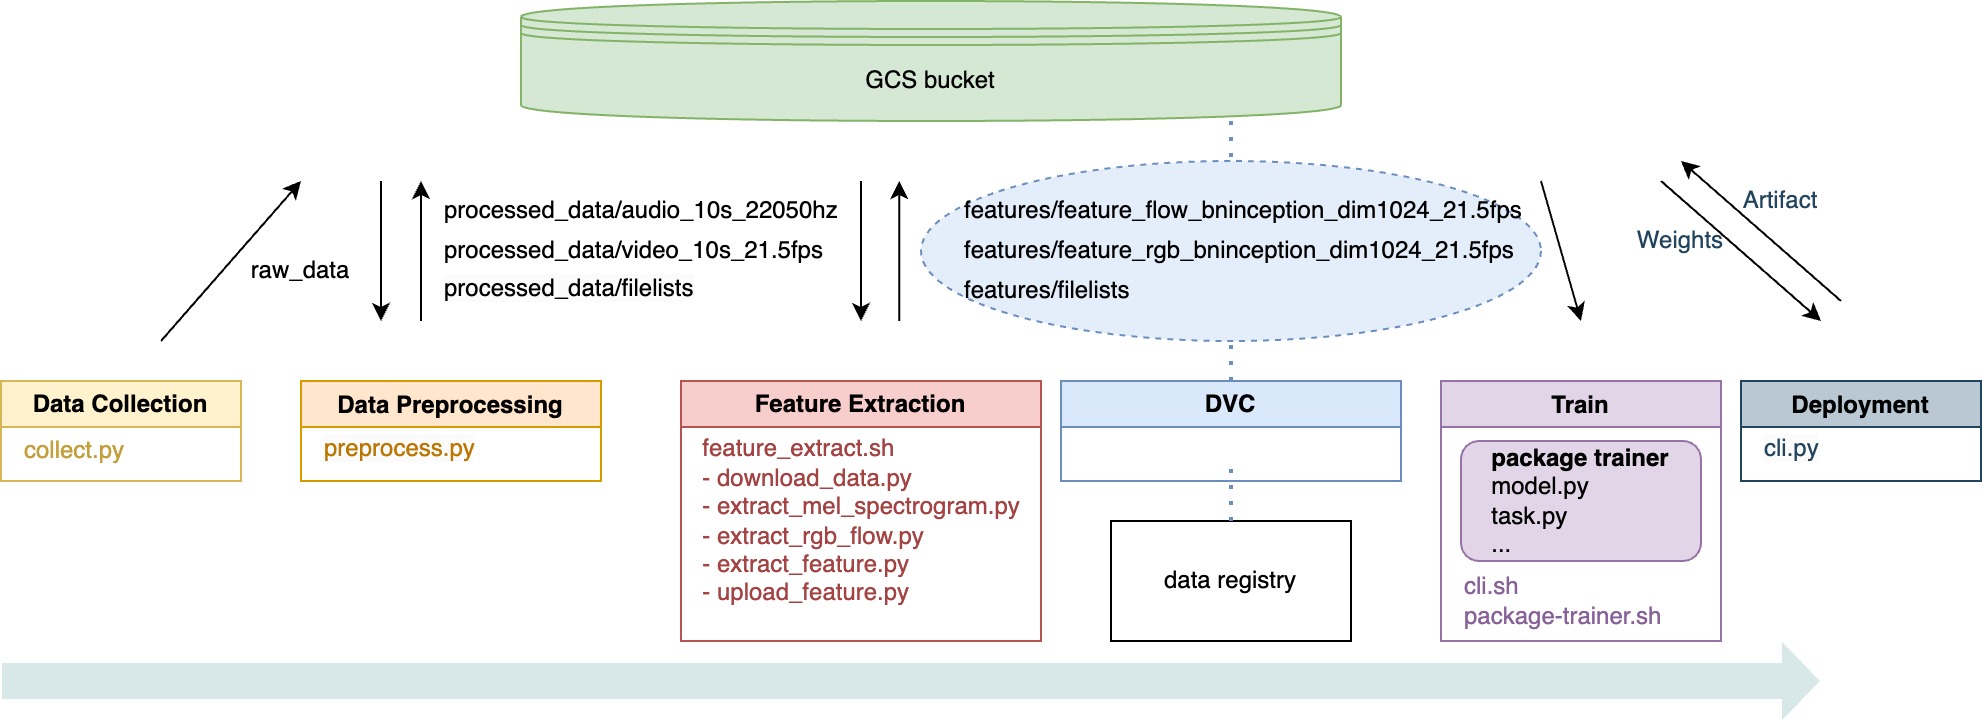 GCS bucket
raw_data
processed_data/audio_10s_22050hz
processed_data/video_10s_21.5fps
processed_data/filelists
features/feature_flow_bninception_dim1024_21.5fps
features/feature_rgb_bninception_dim1024_21.5fps
features/filelists
Artifact
Weights
Data Collection
collect.py
Data Preprocessing
preprocess.py
Feature Extraction
feature_extract.sh
- download_data.py
- extract_mel_spectrogram.py
- extract_rgb_flow.py
- extract_feature.py
- upload_feature.py
DVC
data registry
Train
package trainer
model.py
task.py
...
cli.sh
package-trainer.sh
Deployment
cli.py